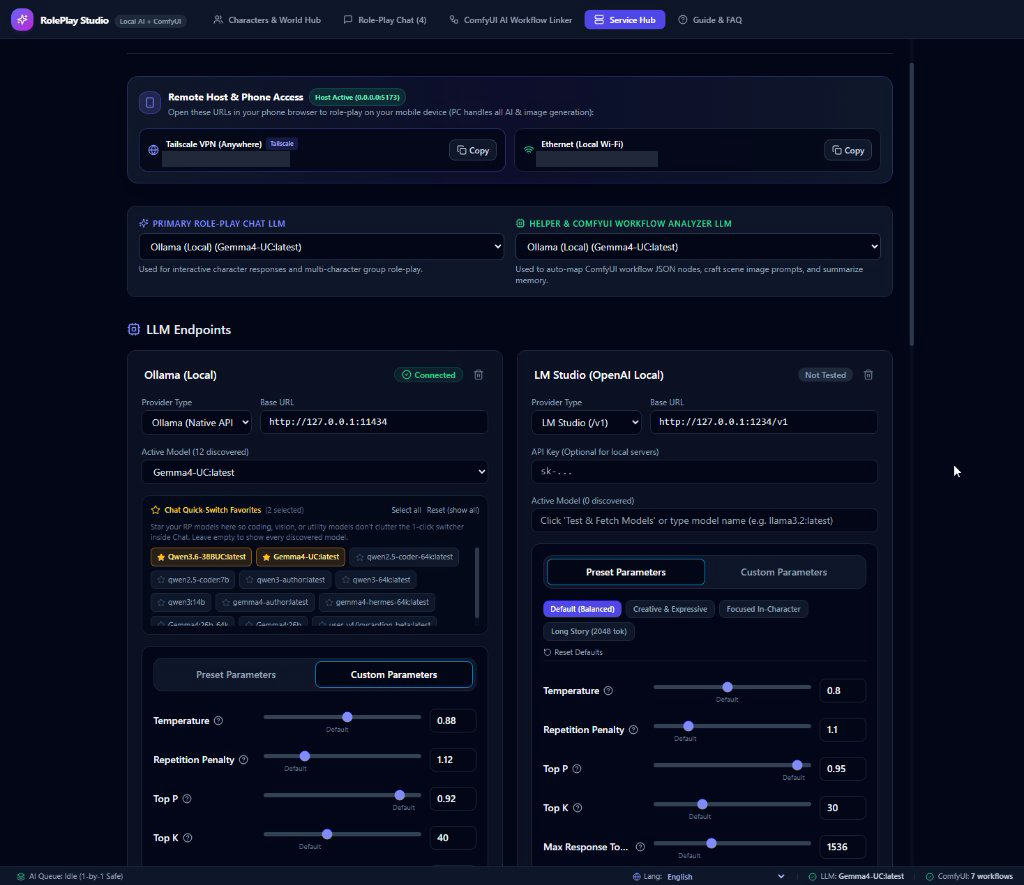 RolePlay Studio
Local AI + ComfyUI
Characters & World Hub
Role-Play Chat (4)
ComfyUI AI Workflow Linker
Service Hub
Guide & FAQ
Remote Host & Phone Access
Host Active (0.0.0.0:5173)
Open these URLs in your phone browser to role-play on your mobile device (PC handles all AI & image generation):
Tailscale VPN (Anywhere)
Tailscale
Copy
Ethernet (Local Wi-Fi)
Copy
PRIMARY ROLE-PLAY CHAT LLM
Ollama (Local) (Gemma4-UC:latest)
Used for interactive character responses and multi-character group role-play.
HELPER & COMFYUI WORKFLOW ANALYZER LLM
Ollama (Local) (Gemma4-UC:latest)
Used to auto-map ComfyUI workflow JSON nodes, craft scene image prompts, and summarize
memory.
LLM Endpoints
Ollama (Local)
Connected
Provider Type
Base URL
Ollama (Native API
http://127.0.0.1:11434
Active Model (12 discovered)
Gemma4-UC:latest
Chat Quick-Switch Favorites (2 selected)
Select all
Reset (show all)
Star your RP models here so coding, vision, or utility models don't clutter the 1-click switcher
inside Chat. Leave empty to show every discovered model.
Qwen3.6-38BUC:latest
Gemma4-UC:latest
qwen2.5-coder-64k:latest
qwen2.5-coder:7b
qwen3-author:latest
qwen3-64k:latest
qwen3:14b
gemma4-author:latest
gemma4-hermes-64k:latest
Gemma4:26b-64k
Gemma4:26b
user_v4/joycaption_beta:latest
Preset Parameters
Custom Parameters
Temperature
Default
0.88
Repetition Penalty
Default
1.12
Top P
Default
0.92
Top K
Default
40
LM Studio (OpenAI Local)
Not Tested
Provider Type
Base URL
LM Studio (/v1)
http://127.0.0.1:1234/v1
API Key (Optional for local servers)
sk-...
Active Model (0 discovered)
Click 'Test & Fetch Models' or type model name (e.g. llama3.2:latest)
Preset Parameters
Custom Parameters
Default (Balanced)
Creative & Expressive
Focused In-Character
Long Story (2048 tok)
Reset Defaults
Temperature
Default
0.8
Repetition Penalty
Default
1.1
Top P
Default
0.95
Top K
Default
30
Max Response To...
Default
1536
AI Queue: Idle (1-by-1 Safe)
Lang: English
LLM: Gemma4-UC:latest
ComfyUI: 7 workflows